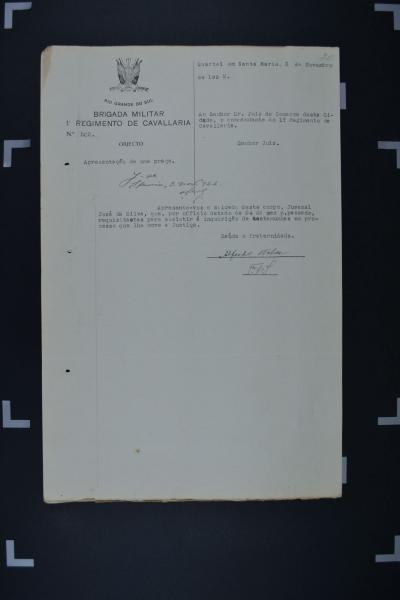 Quartel em Santa Maria, 2 de Novembro
de 192 .
RIO GRANDE DO SUL
BRIGADA MILITAR
1º REGIMENTO DE CAVALLARIA
Nº
OBJECTO
Apresentação de uma praça.
Ao Senhor Dr. Juiz de Comarca desta Ci-
dade, o commandante do 1º Regimento de
Cavallaria.
Senhor Juiz.
Apresento-vos o soldado deste corpo, Juvenal
José da Silva, que, por officio datado de 24 do mez p.passado,
requisitastes para assistir á inquirição de testemunhas no pro-
cesso que lhe move a Justiça.
Saúde e fraternidade.